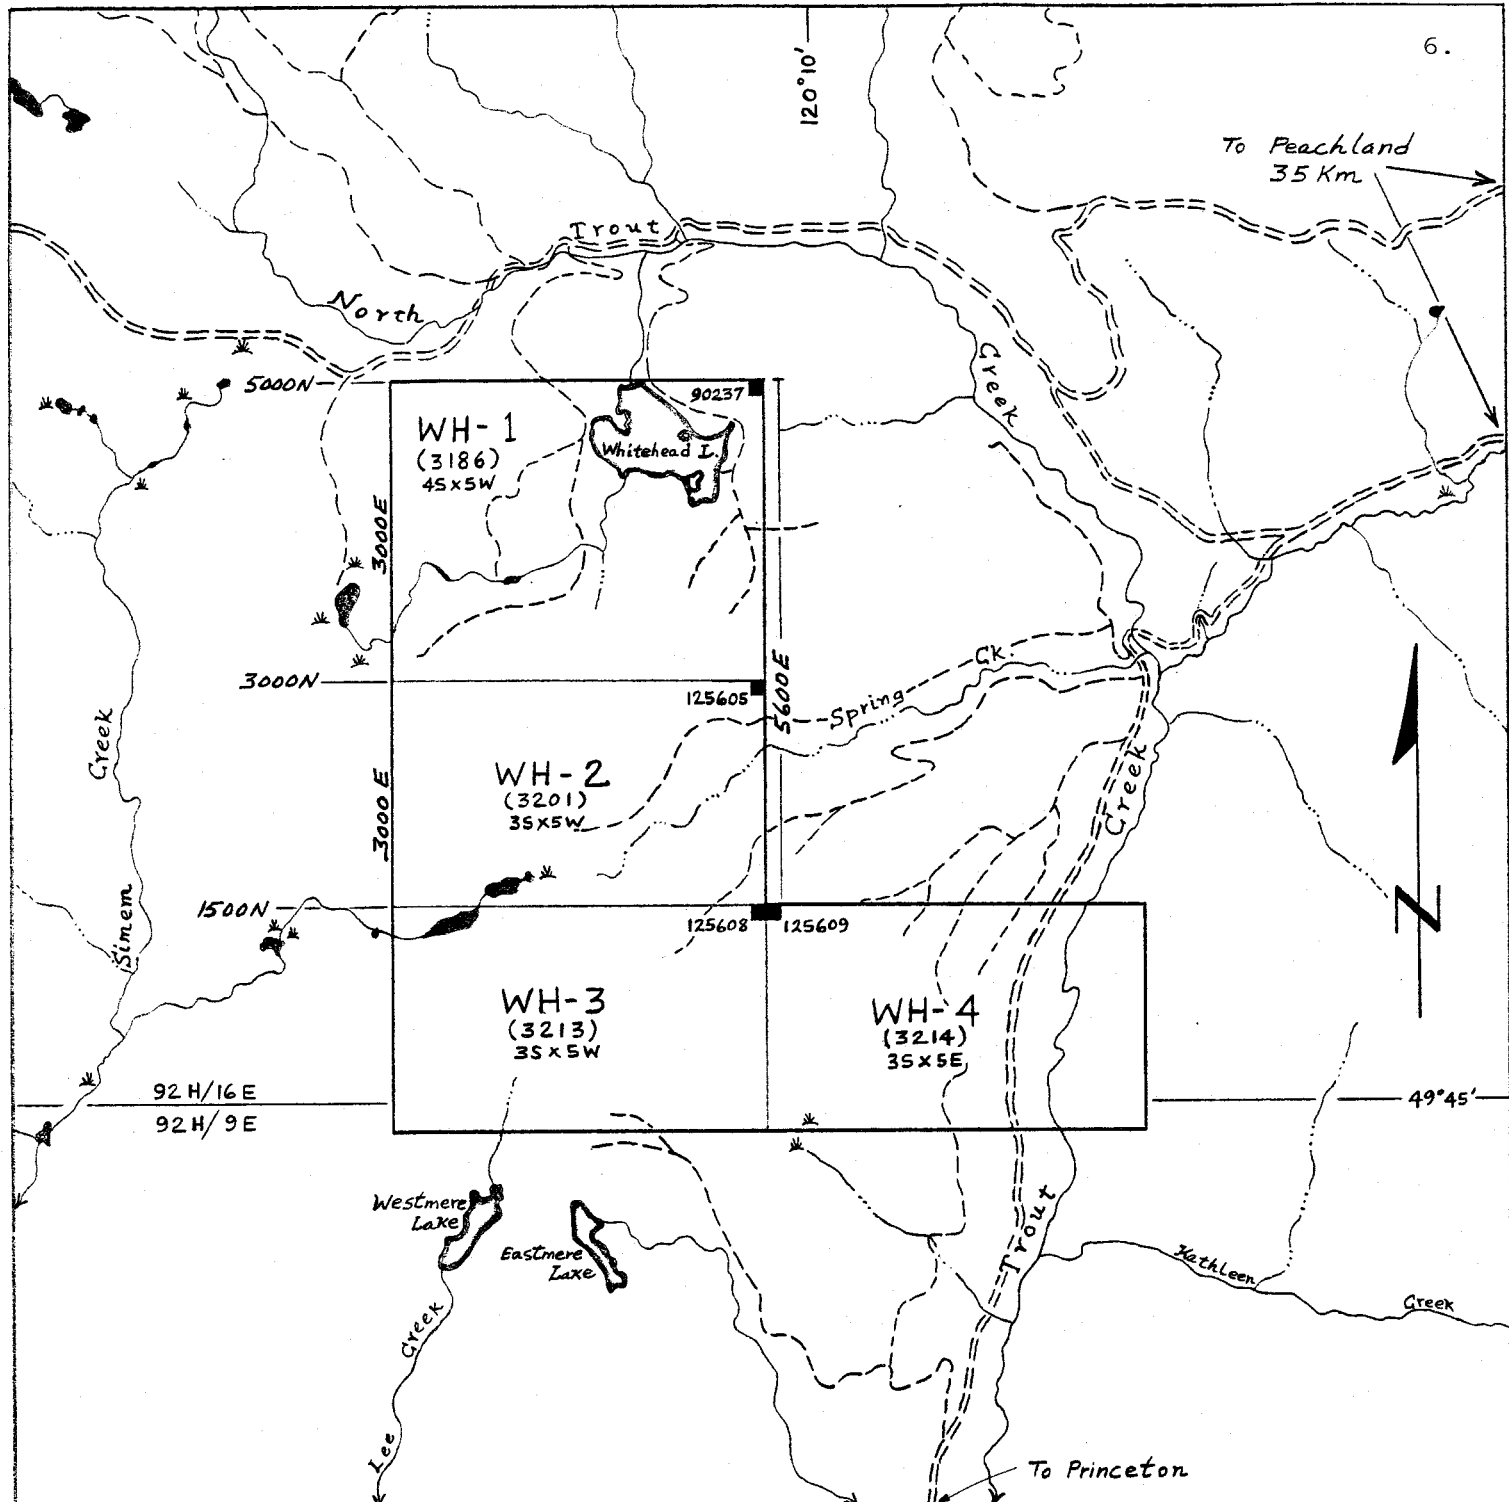 6.
120°10'
To Peachland
35 Km
Trout
North
Creek
5000N
90237
WH-1
(3186)
4S x 5W
Whitehead L.
3000E
3000N
125605
5600E
Spring Ck.
Creek
WH-2
(3201)
3S x 5W
3000E
Creek
Simem
1500N
125608
125609
WH-3
(3213)
3S x 5W
WH-4
(3214)
3S x 5E
N
92 H/16 E
92 H/9 E
49°45'
Westmere
Lake
Eastmere
Lake
Trout
Kathleen
Creek
Creek
Lee
To Princeton